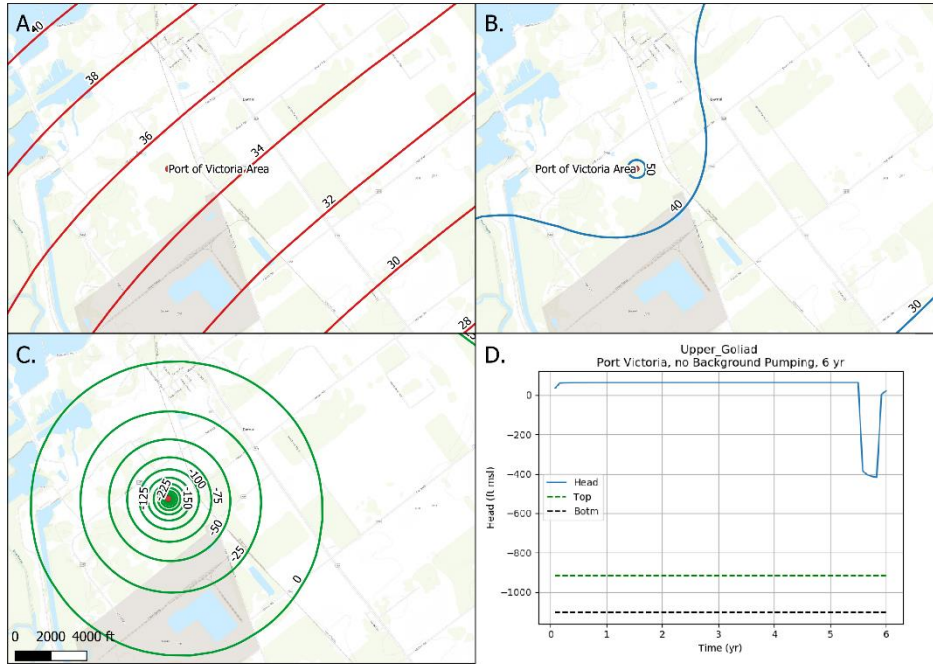 A.
40
38
36
34
Port of Victoria Area
32
30
28
B.
Port of Victoria Area
50
40
30
C.
-225
-125
-100
-150
-75
-50
-25
0
0 2000 4000 ft
D.
Upper_Goliad
Port Victoria, no Background Pumping, 6 yr
Head (ft msl)
0
−200
−400
−600
−800
−1000
Head
Top
Botm
0 1 2 3 4 5 6
Time (yr)